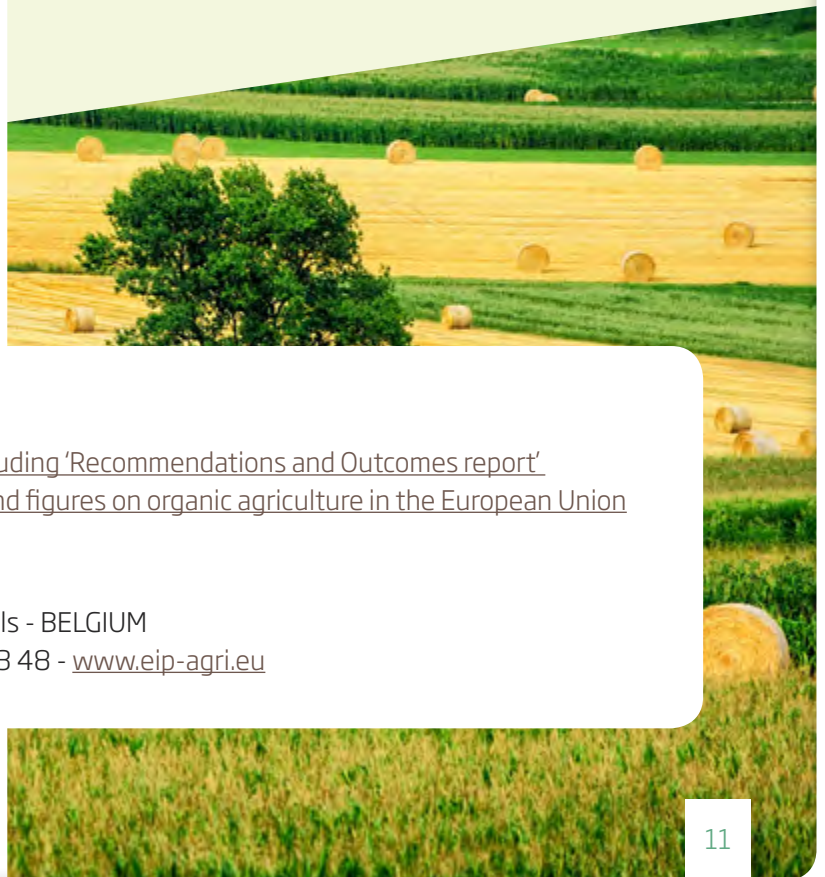 uding ‘Recommendations and Outcomes report’
nd figures on organic agriculture in the European Union
ls - BELGIUM
48 - www.eip-agri.eu
11